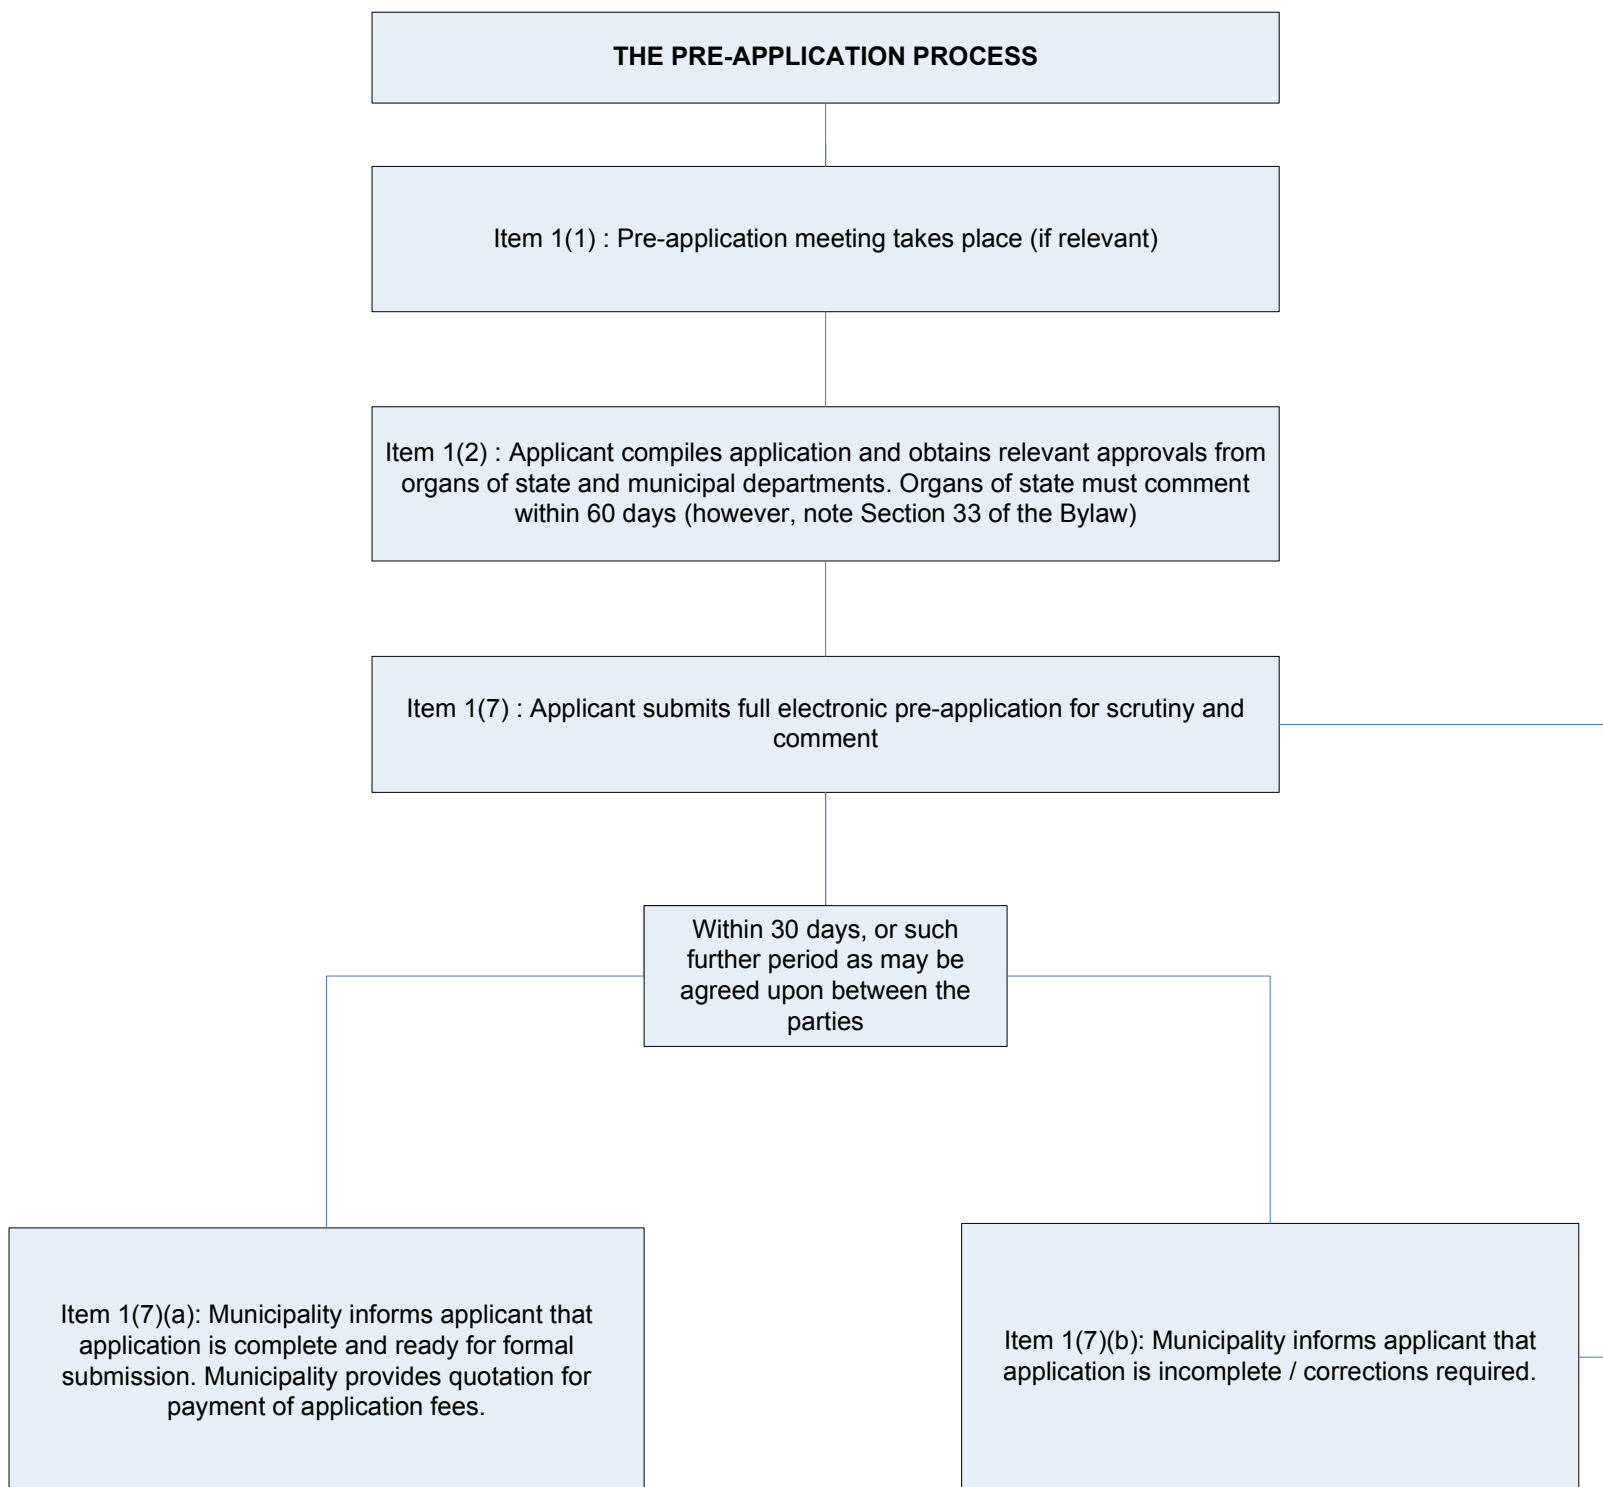 THE PRE-APPLICATION PROCESS
Item 1(1) : Pre-application meeting takes place (if relevant)
Item 1(2) : Applicant compiles application and obtains relevant approvals from
organs of state and municipal departments. Organs of state must comment
within 60 days (however, note Section 33 of the Bylaw)
Item 1(7) : Applicant submits full electronic pre-application for scrutiny and
comment
Within 30 days, or such
further period as may be
agreed upon between the
parties
Item 1(7)(a): Municipality informs applicant that
application is complete and ready for formal
submission. Municipality provides quotation for
payment of application fees.
Item 1(7)(b): Municipality informs applicant that
application is incomplete / corrections required.